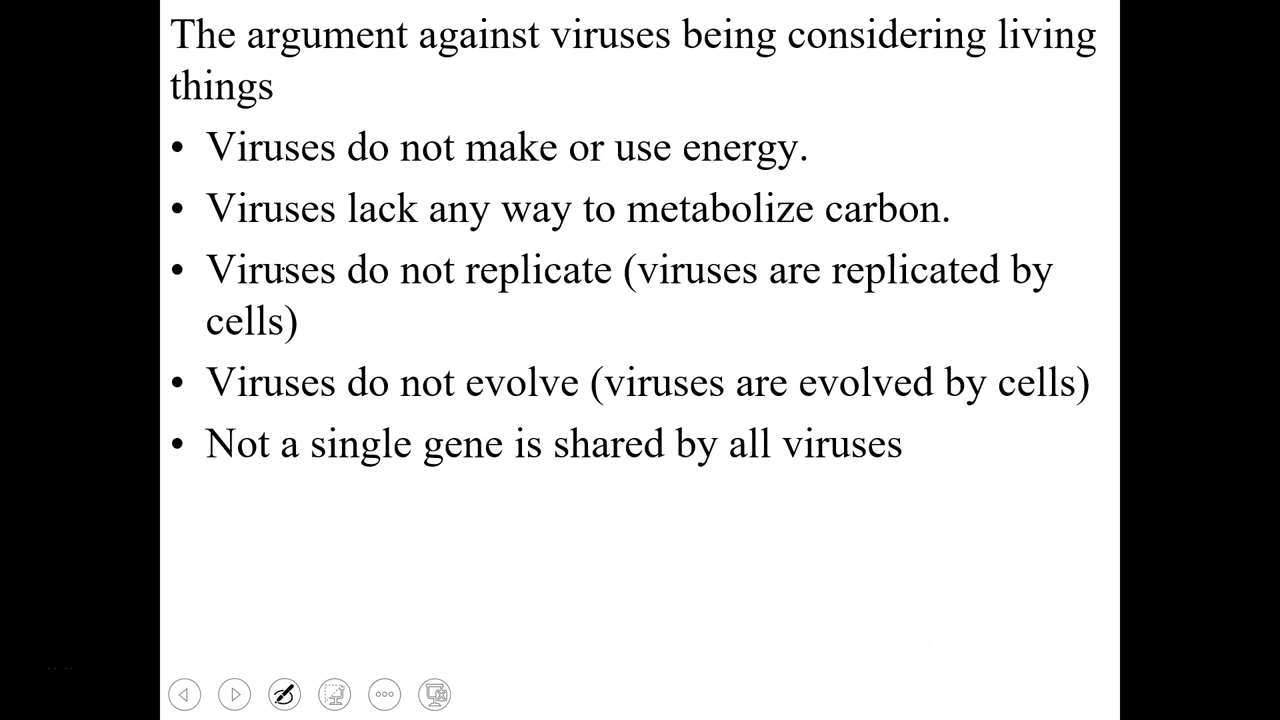 The argument against viruses being considering living
things
• Viruses do not make or use energy.
• Viruses lack any way to metabolize carbon.
• Viruses do not replicate (viruses are replicated by
cells)
• Viruses do not evolve (viruses are evolved by cells)
• Not a single gene is shared by all viruses